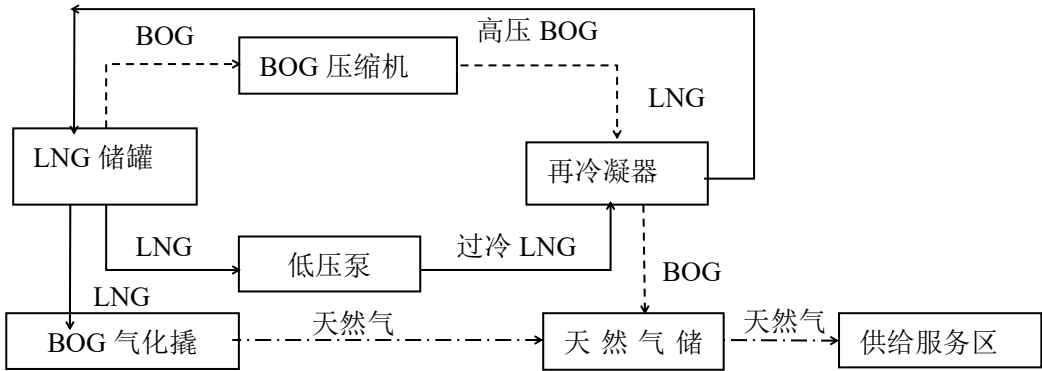 BOG
高压 BOG
BOG 压缩机
LNG
LNG 储罐
再冷凝器
LNG
过冷 LNG
低压泵
BOG
LNG
天然气
天然气
BOG 气化撬
天然气储
供给服务区